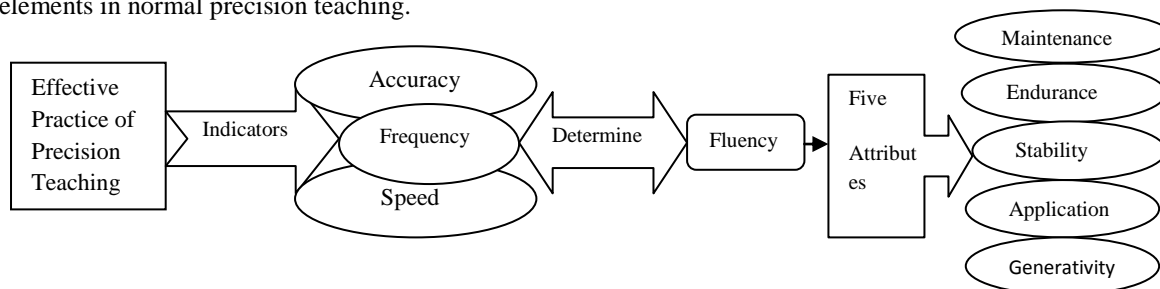 elements in normal precision teaching.
Effective
Practice of
Precision
Teaching
Indicators
Accuracy
Frequency
Speed
Determine
Fluency
Five
Attribut
es
Maintenance
Endurance
Stability
Application
Generativity